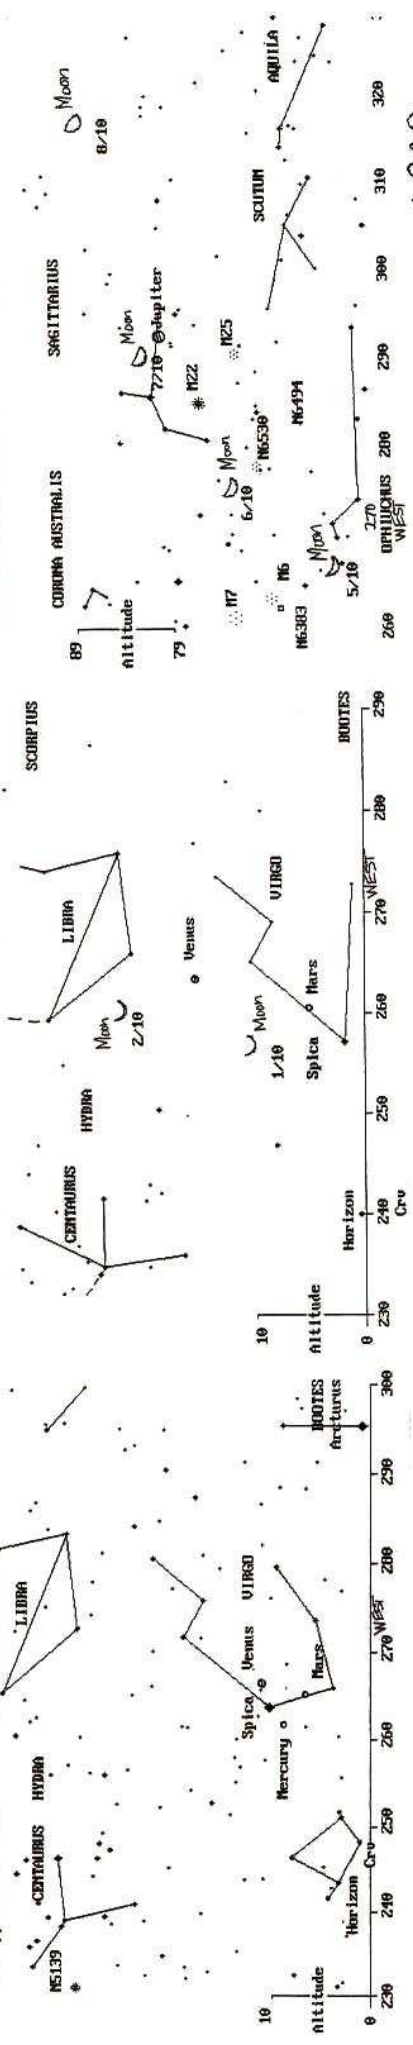 LIBRA
HYDRA
CENTAURUS
N5139
Spica Venus VIRGO
Mercury
Mars
BOOTES
Arcturus
10
Altitude
0
Horizon
Crv
WEST
230 240 250 260 270 280 290 300
SCORPIUS
LIBRA
Moon
2/10
HYDRA
CENTAURUS
Venus
Moon
1/10
VIRGO
Spica Mars
10
Altitude
0
Horizon
BOOTES
WEST
230 240 250 260 270 280 290
Crv
Moon
8/10
CORONA AUSTRALIS SAGITTARIUS
89
Altitude
79
Moon
7/10 Jupiter
M22
Moon
6/10
M7
M25
N6530
M6
N6383
N6494
SCUTUM
AQUILA
Moon
5/10
260 270 280 290 300 310 320
OPHIUCHUS
WEST